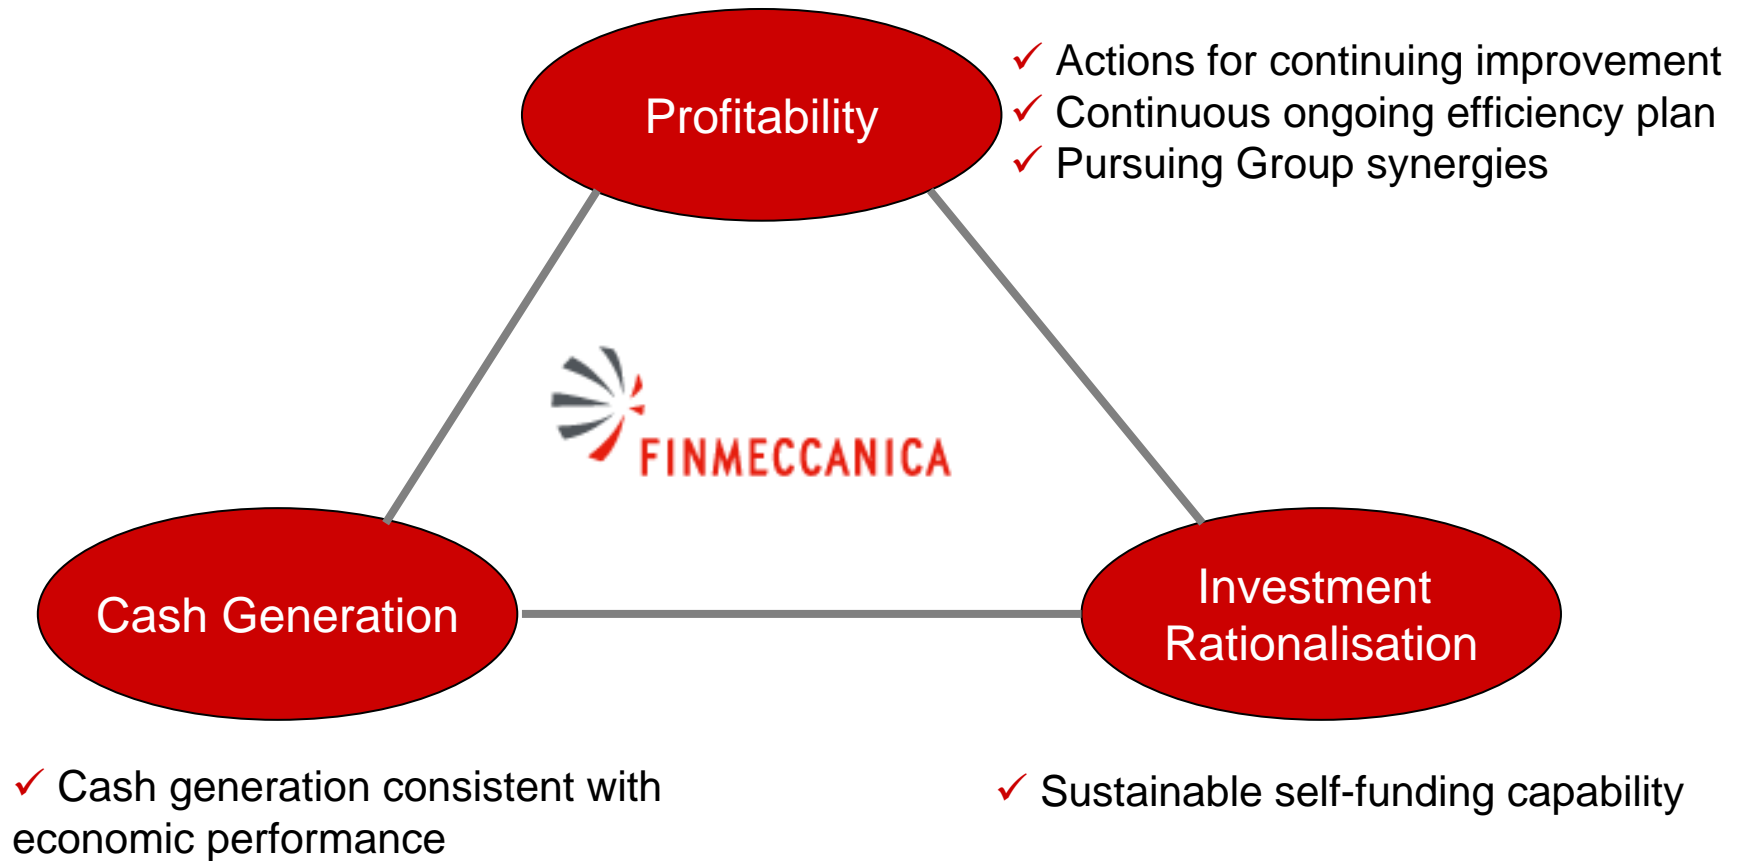 Profitability
✓ Actions for continuing improvement
✓ Continuous ongoing efficiency plan
✓ Pursuing Group synergies
FINMECCANICA
Cash Generation
Investment
Rationalisation
✓ Cash generation consistent with
economic performance
✓ Sustainable self-funding capability